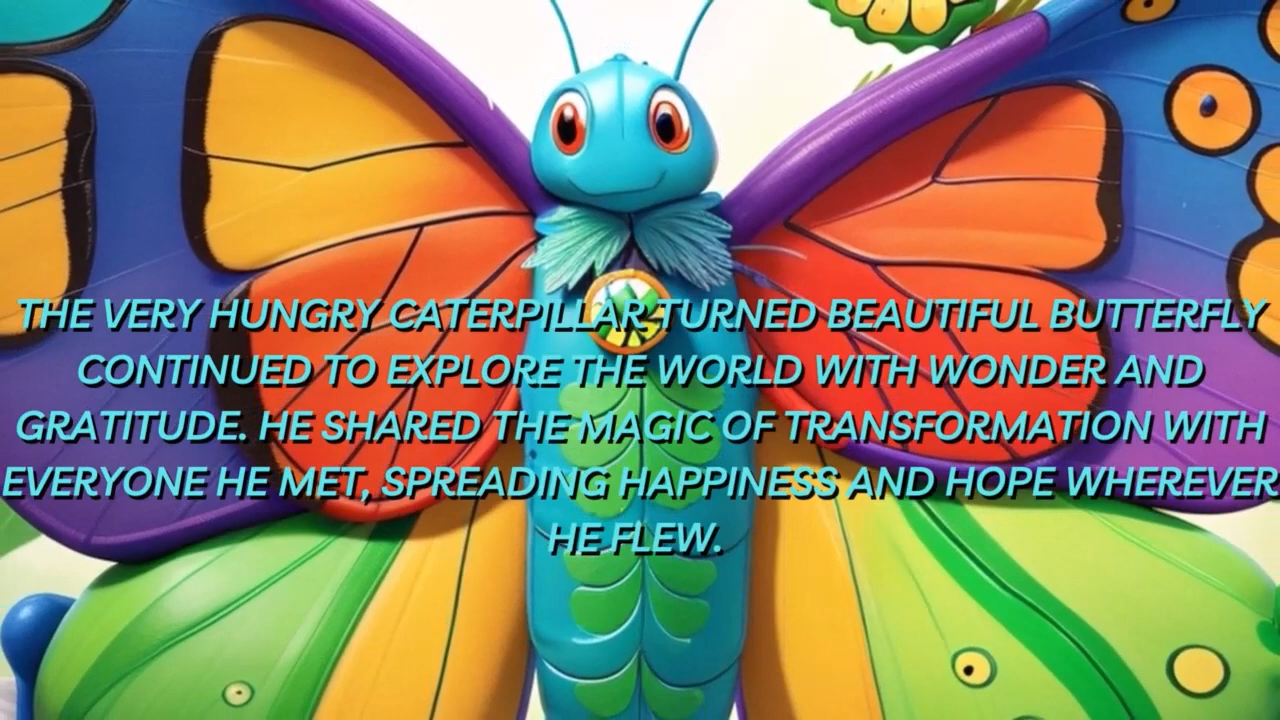 THE VERY HUNGRY CATERPILLAR TURNED BEAUTIFUL BUTTERFLY
CONTINUED TO EXPLORE THE WORLD WITH WONDER AND
GRATITUDE. HE SHARED THE MAGIC OF TRANSFORMATION WITH
EVERYONE HE MET, SPREADING HAPPINESS AND HOPE WHEREVER
HE FLEW.